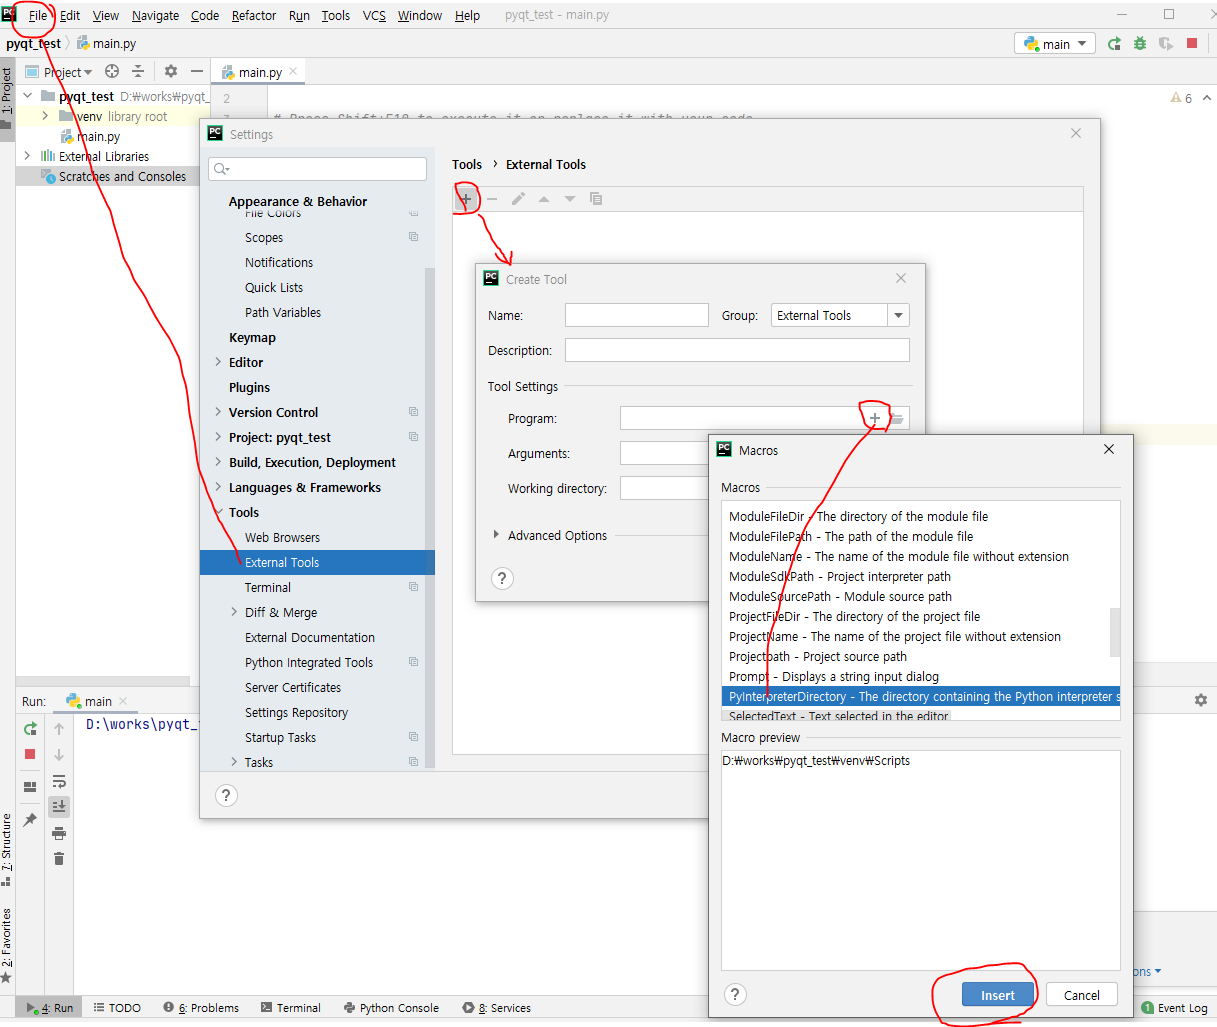 PC File Edit View Navigate Code Refactor Run Tools VCS Window Help pyqt_test - main.py
pyqt_test main.py main
1: Project
Project main.py
pyqt_test D:₩works₩pyqt_
venv library root
main.py
External Libraries
Scratches and Consoles
2
6
PC Settings
Appearance & Behavior
File Colors
Scopes
Notifications
Quick Lists
Path Variables
Keymap
Editor
Plugins
Version Control
Project: pyqt_test
Build, Execution, Deployment
Languages & Frameworks
Tools
Web Browsers
External Tools
Terminal
Diff & Merge
External Documentation
Python Integrated Tools
Server Certificates
Settings Repository
Startup Tasks
Tasks
?
Tools › External Tools
PC Create Tool
Name: Group: External Tools
Description:
Tool Settings
Program:
Arguments:
Working directory:
Advanced Options
?
PC Macros
Macros
ModuleFileDir - The directory of the module file
ModuleFilePath - The path of the module file
ModuleName - The name of the module file without extension
ModuleSdkPath - Project interpreter path
ModuleSourcePath - Module source path
ProjectFileDir - The directory of the project file
ProjectName - The name of the project file without extension
Projectpath - Project source path
Prompt - Displays a string input dialog
PyInterpreterDirectory - The directory containing the Python interpreter s
SelectedText - Text selected in the editor
Macro preview
D:₩works₩pyqt_test₩venv₩Scripts
? Insert Cancel
Run: main
D:\works\pyqt_
7: Structure
2: Favorites
ons
4: Run TODO 6: Problems Terminal Python Console 8: Services 1 Event Log